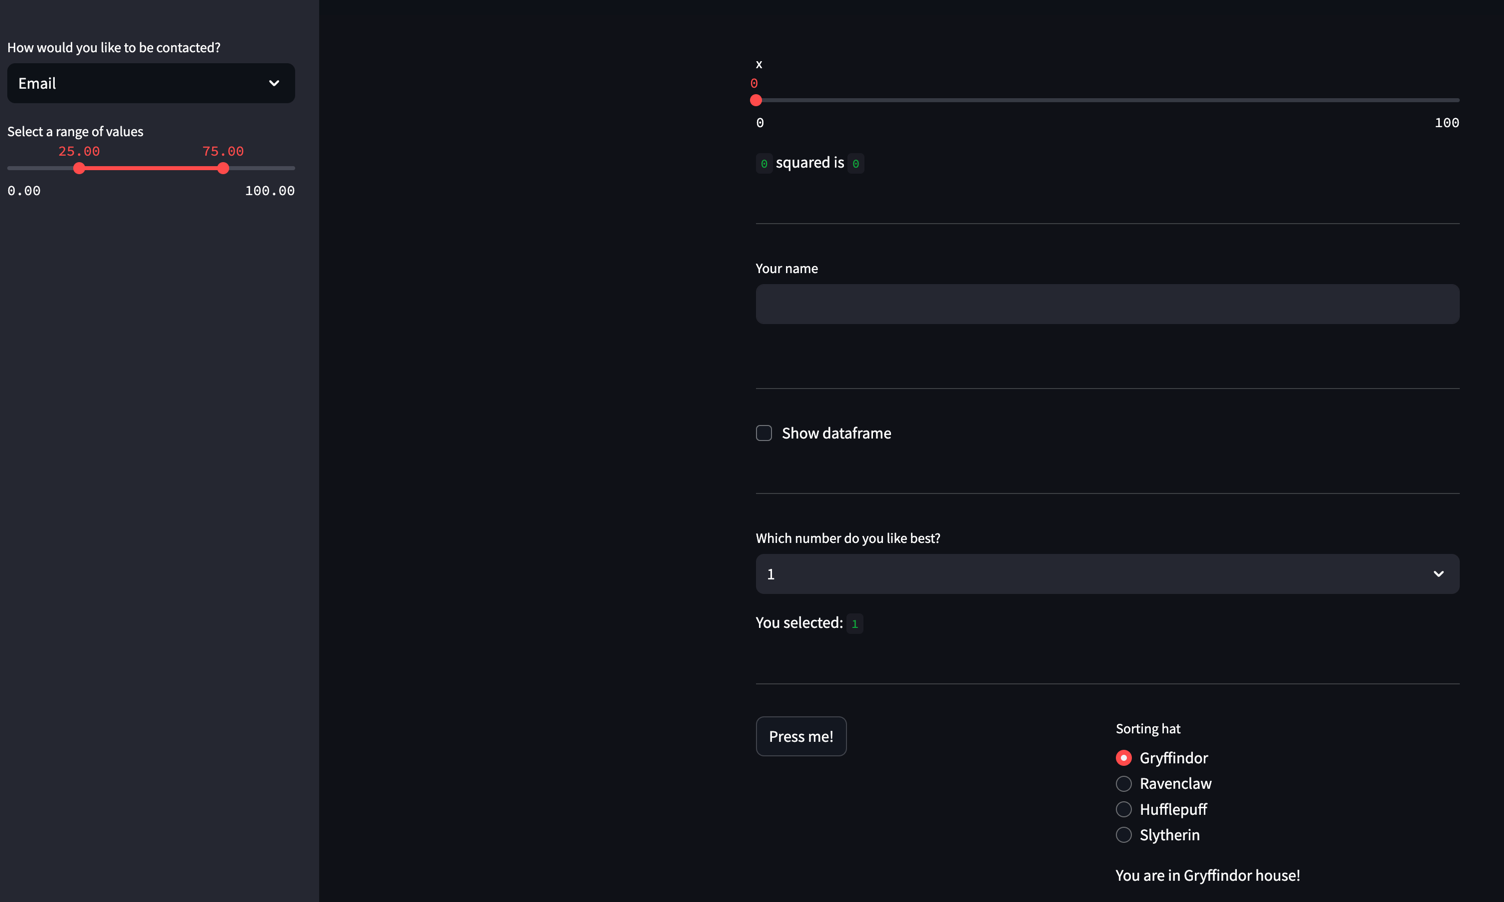 How would you like to be contacted?
Email
Select a range of values
25.00 75.00
0.00 100.00
x
0
0 100
0 squared is 0
Your name
Show dataframe
Which number do you like best?
1
You selected: 1
Press me!
Sorting hat
Gryffindor
Ravenclaw
Hufflepuff
Slytherin
You are in Gryffindor house!